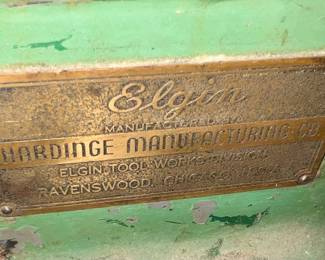 Elgin
MANUFACTURED BY
HARDINGE MANUFACTURING CO.
ELGIN TOOL WORKS DIVISION
RAVENSWOOD, CHICAGO, U.S.A.